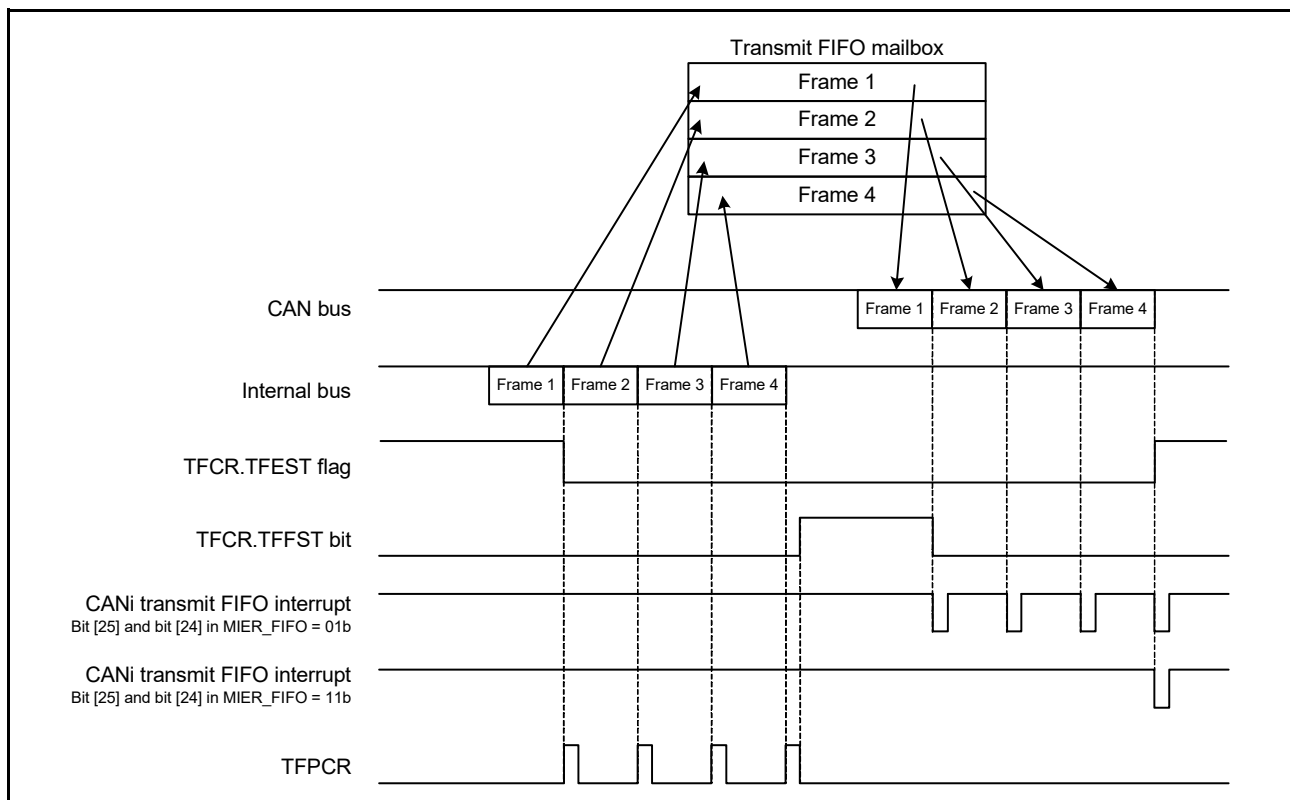 Transmit FIFO mailbox
Frame 1
Frame 2
Frame 3
Frame 4
CAN bus
Frame 1 Frame 2 Frame 3 Frame 4
Internal bus
Frame 1 Frame 2 Frame 3 Frame 4
TFCR.TFEST flag
TFCR.TFFST bit
CANi transmit FIFO interrupt
Bit [25] and bit [24] in MIER_FIFO = 01b
CANi transmit FIFO interrupt
Bit [25] and bit [24] in MIER_FIFO = 11b
TFPCR